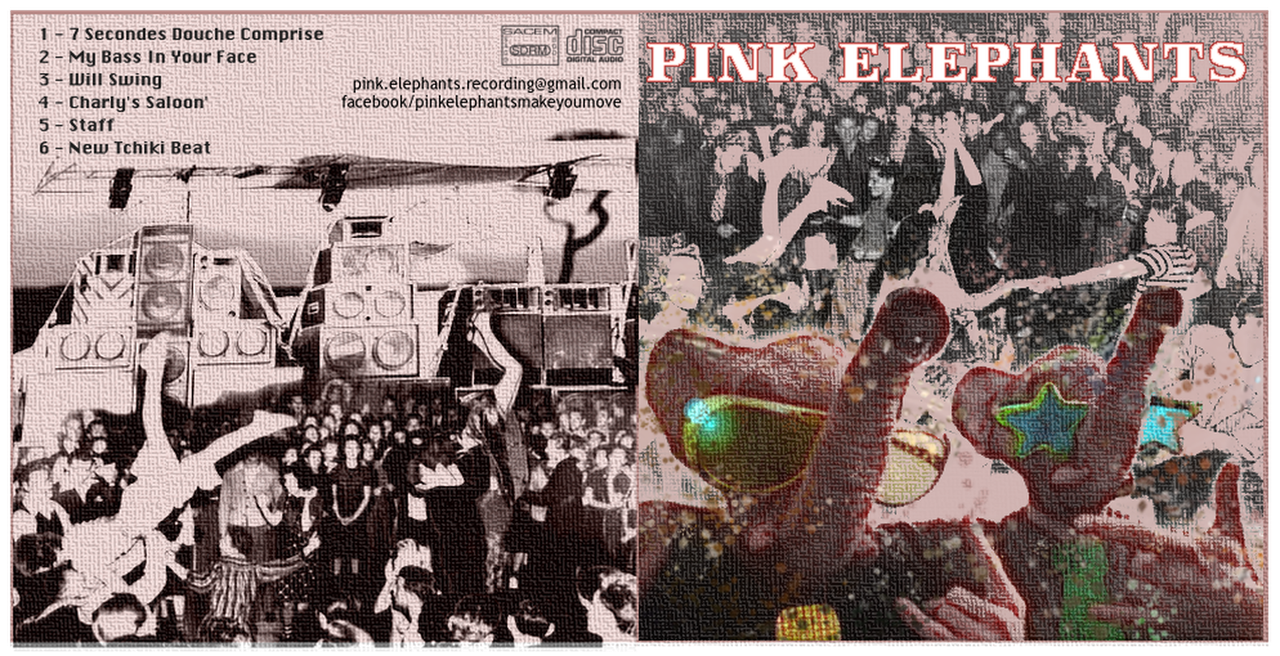 1 - 7 Secondes Douche Comprise
2 - My Bass In Your Face
3 - Will Swing
4 - Charly's Saloon'
5 - Staff
6 - New Tchiki Beat
SACEM
SDRM
COMPACT
disc
DIGITAL AUDIO
pink.elephants.recording@gmail.com
facebook/pinkelephantsmakeyoumove
PINK ELEPHANTS